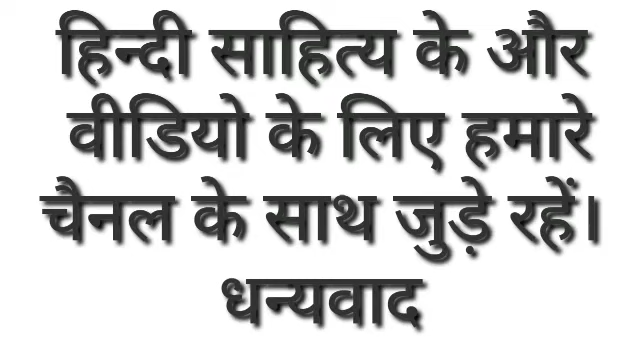 हिन्दी साहित्य के और
वीडियो के लिए हमारे
चैनल के साथ जुड़े रहें।
धन्यवाद